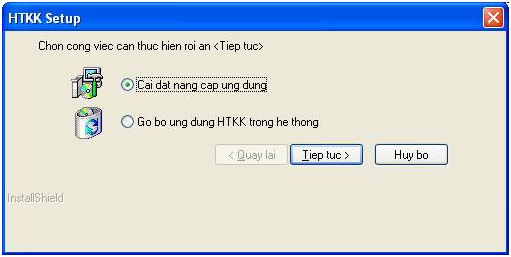 HTKK Setup
Chon cong viec can thuc hien roi an <Tiep tuc>
Cai dat nang cap ung dung
Go bo ung dung HTKK trong he thong
< Quay lai Tiep tuc > Huy bo
InstallShield